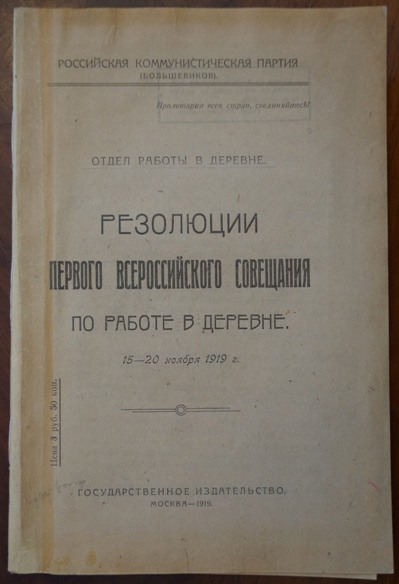 РОССИЙСКАЯ КОММУНИСТИЧЕСКАЯ ПАРТИЯ
(БОЛЬШЕВИКОВ).
Пролетарии всех стран, соединяйтесь!
ОТДЕЛ РАБОТЫ В ДЕРЕВНЕ.
РЕЗОЛЮЦИИ
ПЕРВОГО ВСЕРОССИЙСКОГО СОВЕЩАНИЯ
ПО РАБОТЕ В ДЕРЕВНЕ.
15—20 ноября 1919 г.
Цена 3 руб. 50 коп.
ГОСУДАРСТВЕННОЕ ИЗДАТЕЛЬСТВО.
МОСКВА—1919.